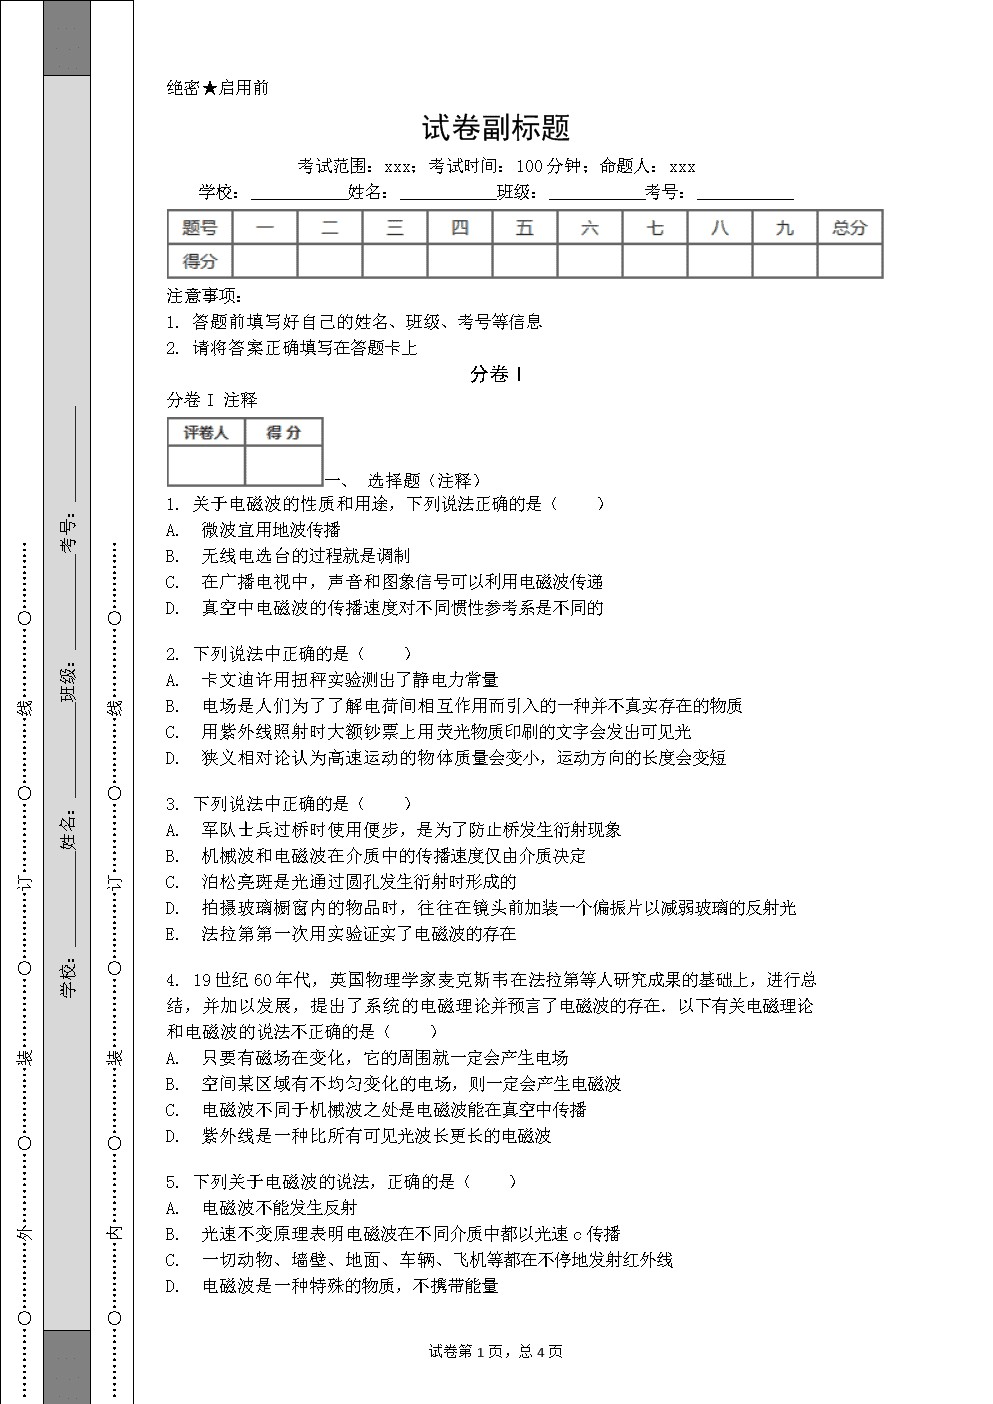 绝密★启用前
试卷副标题
考试范围：xxx；考试时间：100分钟；命题人：xxx
学校：___________姓名：___________班级：___________考号：___________
题号 一 二 三 四 五 六 七 八 九 总分
得分
注意事项：
1. 答题前填写好自己的姓名、班级、考号等信息
2. 请将答案正确填写在答题卡上
分卷I
分卷I 注释
评卷人 得 分
一、 选择题（注释）
1. 关于电磁波的性质和用途，下列说法正确的是（ ）
A. 微波宜用地波传播
B. 无线电选台的过程就是调制
C. 在广播电视中，声音和图象信号可以利用电磁波传递
D. 真空中电磁波的传播速度对不同惯性参考系是不同的
2. 下列说法中正确的是（ ）
A. 卡文迪许用扭秤实验测出了静电力常量
B. 电场是人们为了了解电荷间相互作用而引入的一种并不真实存在的物质
C. 用紫外线照射时大额钞票上用荧光物质印刷的文字会发出可见光
D. 狭义相对论认为高速运动的物体质量会变小，运动方向的长度会变短
3. 下列说法中正确的是（ ）
A. 军队士兵过桥时使用便步，是为了防止桥发生衍射现象
B. 机械波和电磁波在介质中的传播速度仅由介质决定
C. 泊松亮斑是光通过圆孔发生衍射时形成的
D. 拍摄玻璃橱窗内的物品时，往往在镜头前加装一个偏振片以减弱玻璃的反射光
E. 法拉第第一次用实验证实了电磁波的存在
4. 19世纪60年代，英国物理学家麦克斯韦在法拉第等人研究成果的基础上，进行总
结，并加以发展，提出了系统的电磁理论并预言了电磁波的存在．以下有关电磁理论
和电磁波的说法不正确的是（ ）
A. 只要有磁场在变化，它的周围就一定会产生电场
B. 空间某区域有不均匀变化的电场，则一定会产生电磁波
C. 电磁波不同于机械波之处是电磁波能在真空中传播
D. 紫外线是一种比所有可见光波长更长的电磁波
5. 下列关于电磁波的说法，正确的是（ ）
A. 电磁波不能发生反射
B. 光速不变原理表明电磁波在不同介质中都以光速c传播
C. 一切动物、墙壁、地面、车辆、飞机等都在不停地发射红外线
D. 电磁波是一种特殊的物质，不携带能量
试卷第1页，总4页
…………○…………外…………○…………装…………○…………订…………○…………线…………○…………
学校：___________姓名：___________班级：___________考号：___________
…………○…………内…………○…………装…………○…………订…………○…………线…………○…………